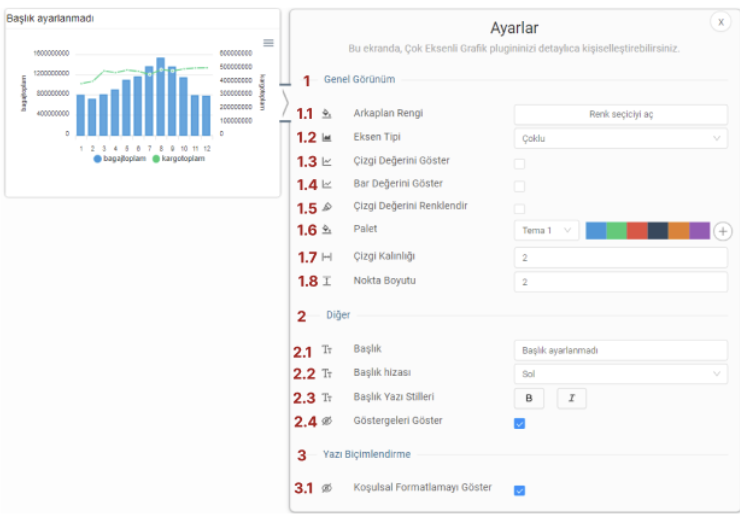 Başlık ayarlanmadı
1600000000
1200000000
800000000
400000000
0
bagajtoplam
600000000
500000000
400000000
300000000
200000000
100000000
0
kargotoplam
1 2 3 4 5 6 7 8 9 10 11 12
bagajtoplam kargotoplam
Ayarlar
x
Bu ekranda, Çok Eksenli Grafik plugininizi detaylıca kişiselleştirebilirsiniz.
1 Genel Görünüm
1.1 Arkaplan Rengi Renk seçiciyi aç
1.2 Eksen Tipi Çoklu
1.3 Çizgi Değerini Göster
1.4 Bar Değerini Göster
1.5 Çizgi Değerini Renklendir
1.6 Palet Tema 1
1.7 Çizgi Kalınlığı 2
1.8 Nokta Boyutu 2
2 Diğer
2.1 Tт Başlık Başlık ayarlanmadı
2.2 Tт Başlık hizası Sol
2.3 Tт Başlık Yazı Stilleri B I
2.4 Göstergeleri Göster
3 Yazı Biçimlendirme
3.1 Koşulsal Formatlamayı Göster